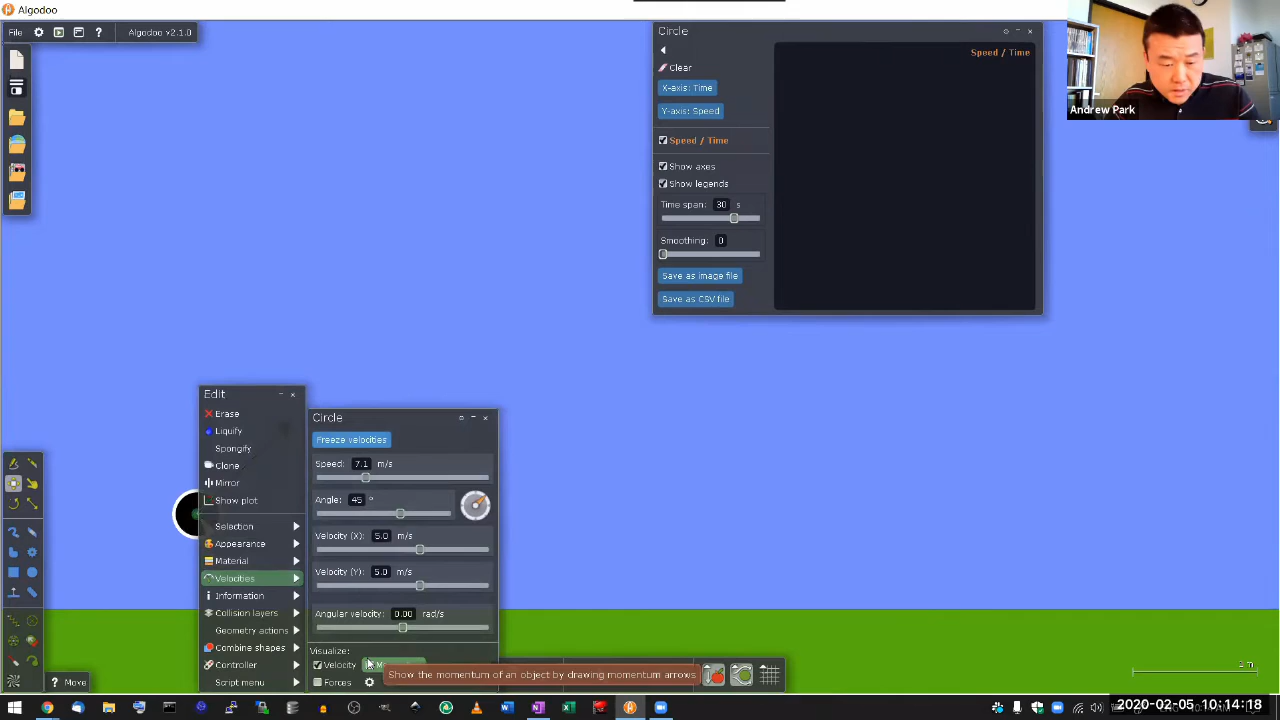 Algodoo
File
?
Algodoo v2.1.0
Andrew Park
Circle
Clear
X-axis: Time
Y-axis: Speed
Speed / Time
Show axes
Show legends
Time span: 30 s
Smoothing: 0
Save as image file
Save as CSV file
Speed / Time
Edit
Erase
Liquify
Spongify
Clone
Mirror
Show plot
Selection
Appearance
Material
Velocities
Information
Collision layers
Geometry actions
Combine shapes
Controller
Script menu
Circle
Freeze velocities
Speed: 7.1 m/s
Angle: 45 °
Velocity (X): 5.0 m/s
Velocity (Y): 5.0 m/s
Angular velocity: 0.00 rad/s
Visualize:
Velocity
Forces
Show the momentum of an object by drawing momentum arrows
Move
1 m
2020-02-05 10:14:18